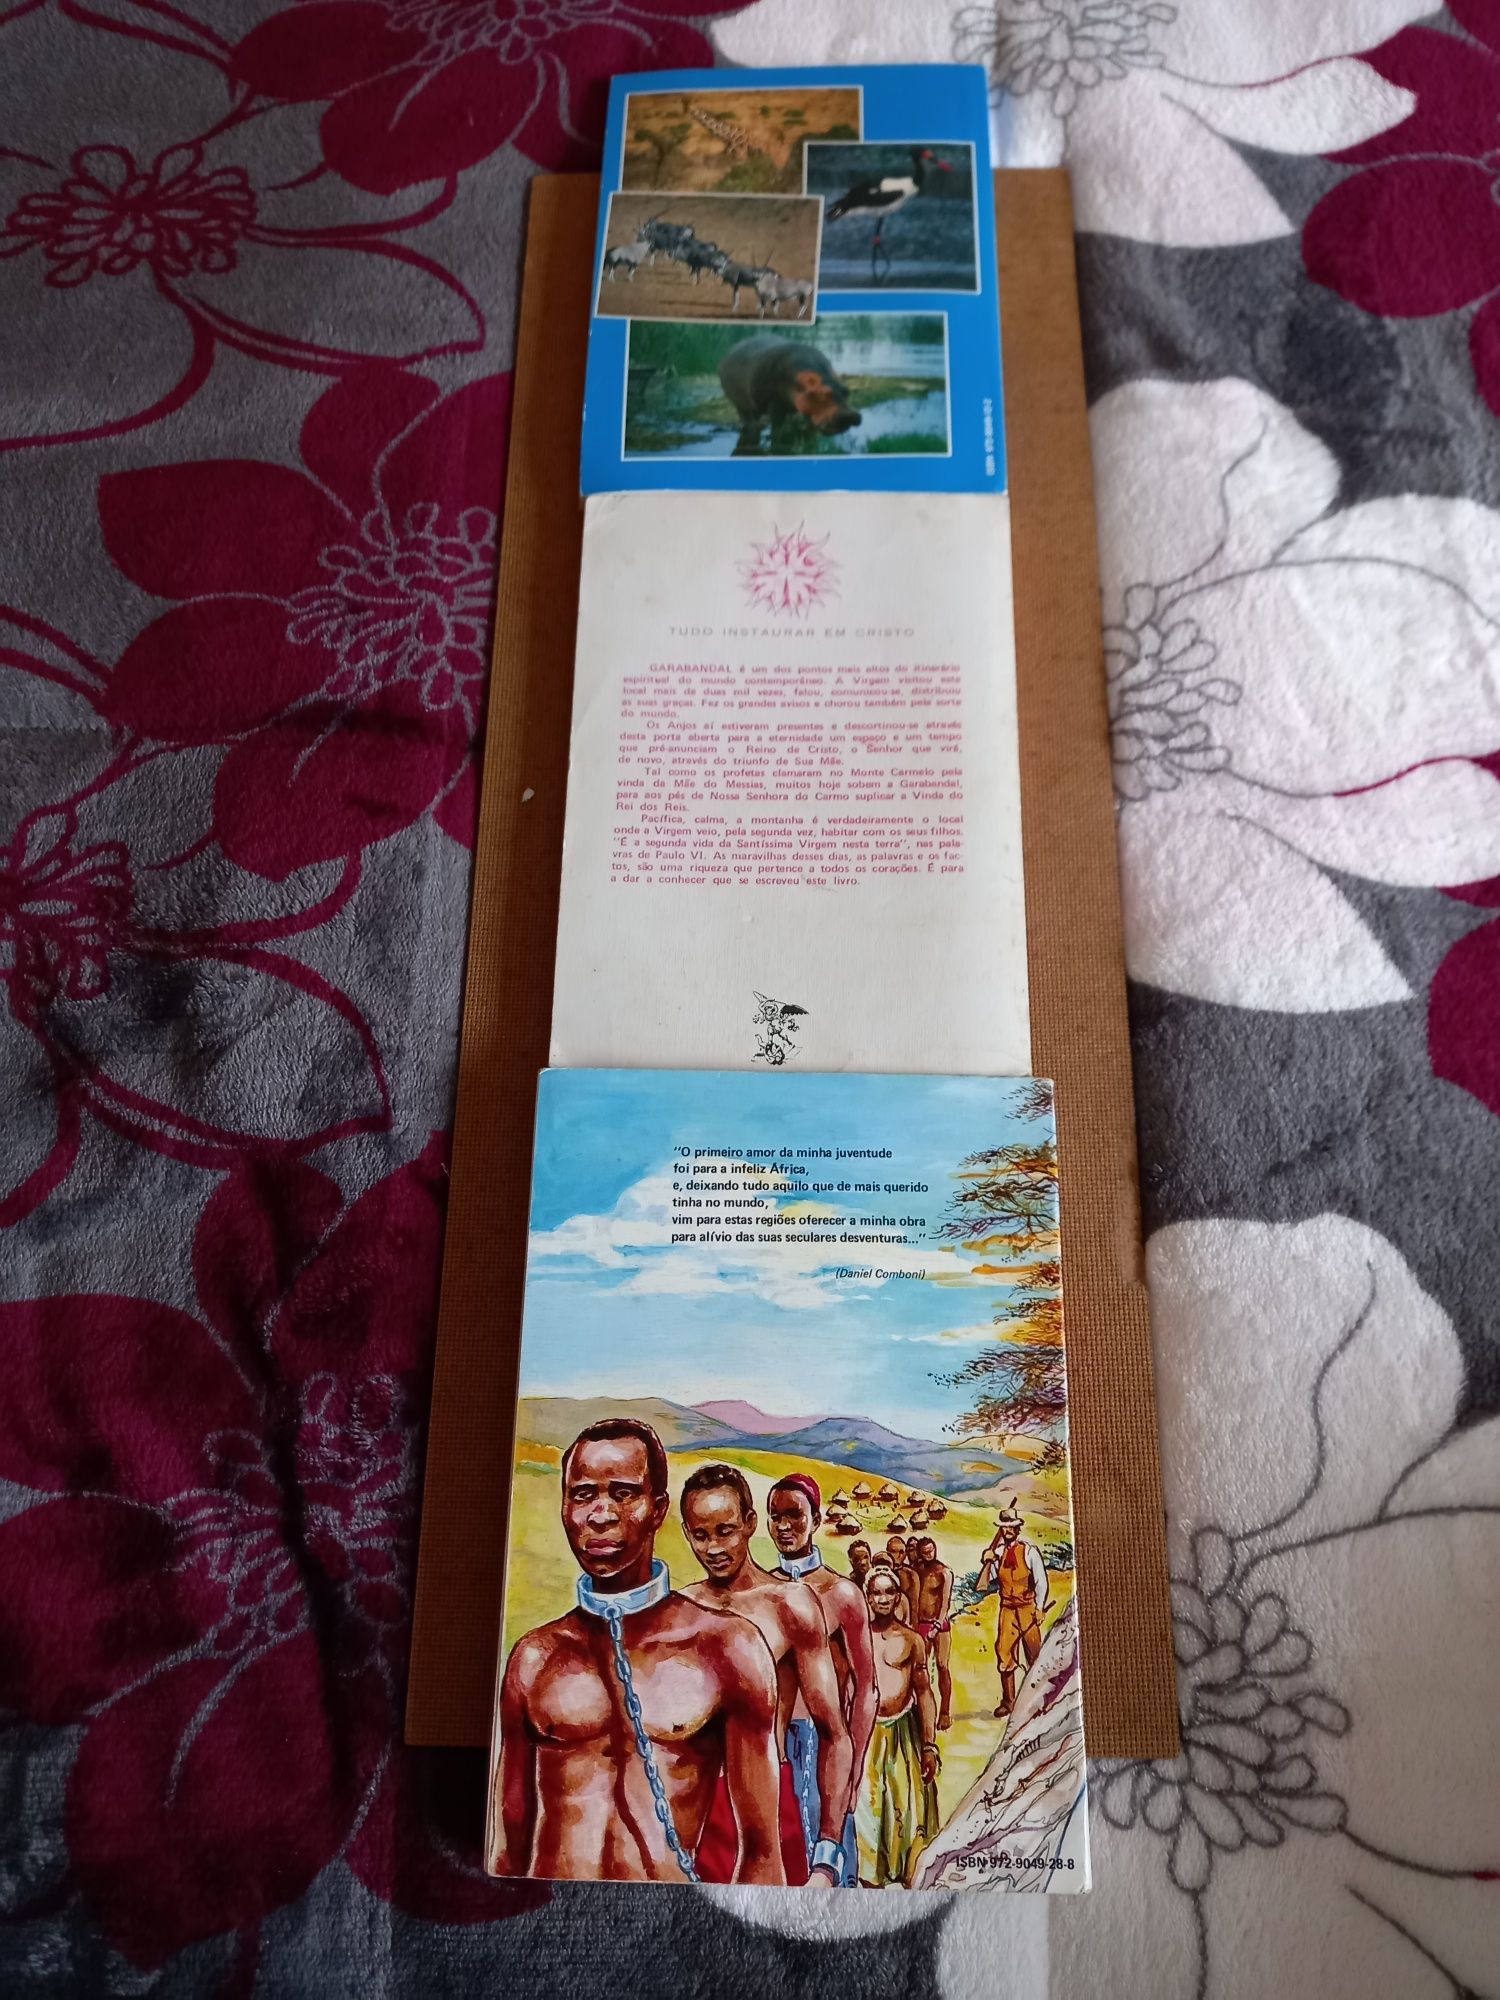 TUDO INSTAURAR EM CRISTO
GARABANDAL é um dos pontos mais altos do itinerário
espiritual do mundo contemporâneo. A Virgem visitou este
local mais de duas mil vezes, falou, comunicou-se, distribuiu
as suas graças. Fez os grandes avisos e chorou também pela sorte
do mundo.
Os Anjos aí estiveram presentes e descortinou-se através
desta porta aberta para a eternidade um espaço e um tempo
que pré-anunciam o Reino de Cristo, o Senhor que virá,
de novo, através do triunfo de Sua Mãe.
Tal como os profetas clamaram no Monte Carmelo pela
vinda da Mãe do Messias, muitos hoje sobem a Garabandal,
para aos pés de Nossa Senhora do Carmo suplicar a Vinda do
Rei dos Reis.
Pacífica, calma, a montanha é verdadeiramente o local
onde a Virgem veio, pela segunda vez, habitar com os seus filhos.
"É a segunda vida da Santíssima Virgem nesta terra", nas pala-
vras de Paulo VI. As maravilhas desses dias, as palavras e os fac-
tos, são uma riqueza que pertence a todos os corações. É para
a dar a conhecer que se escreveu este livro.
"O primeiro amor da minha juventude
foi para a infeliz África,
e, deixando tudo aquilo que de mais querido
tinha no mundo,
vim para estas regiões oferecer a minha obra
para alívio das suas seculares desventuras..."
(Daniel Comboni)
ISBN 972-9049-28-8